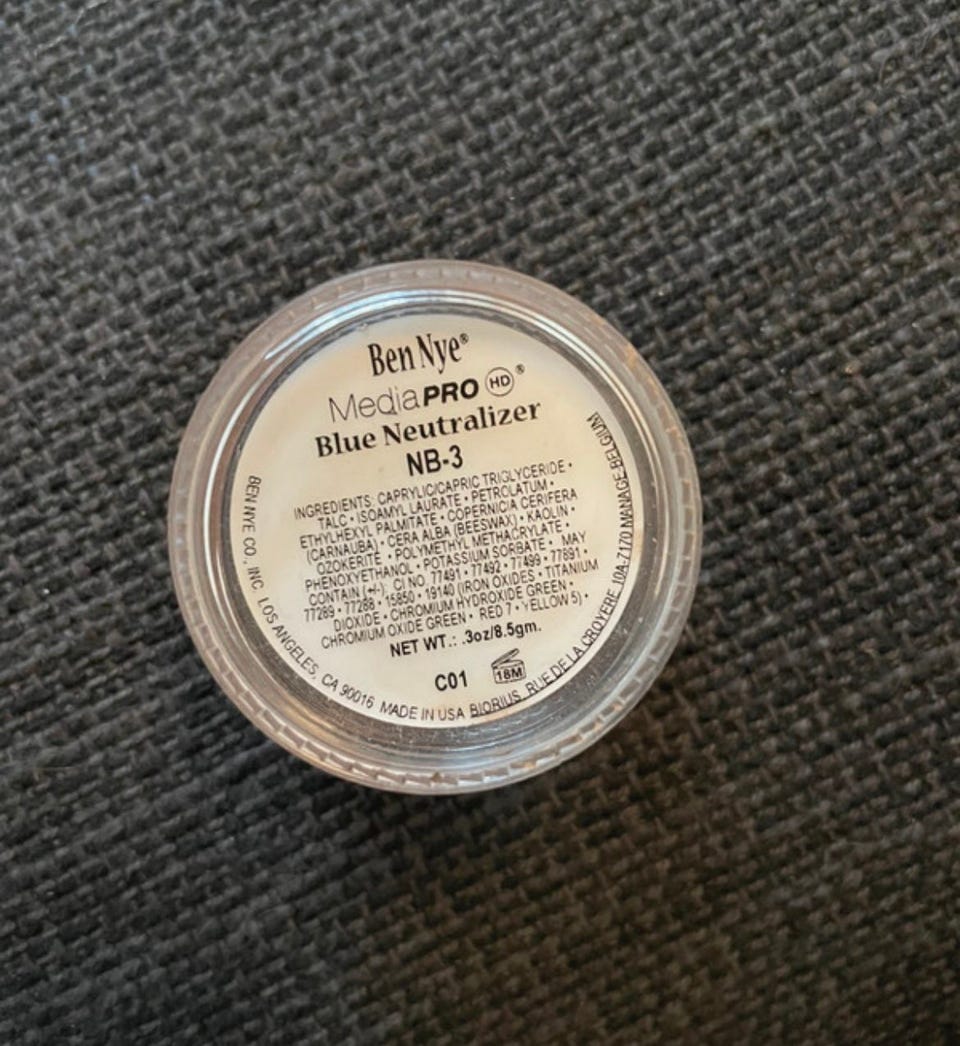 Ben Nye®
MediaPRO HD®
Blue Neutralizer
NB-3
INGREDIENTS: CAPRYLIC/CAPRIC TRIGLYCERIDE •
TALC • ISOAMYL LAURATE • PETROLATUM •
ETHYLHEXYL PALMITATE • COPERNICIA CERIFERA
(CARNAUBA) • CERA ALBA (BEESWAX) • KAOLIN •
OZOKERITE • POLYMETHYL METHACRYLATE •
PHENOXYETHANOL • POTASSIUM SORBATE • MAY
CONTAIN (+/-): CI NO. 77491 • 77492 • 77499 • 77891 •
77289 • 77288 • 15850 • 19140 (IRON OXIDES • TITANIUM
DIOXIDE • CHROMIUM HYDROXIDE GREEN •
CHROMIUM OXIDE GREEN • RED 7 • YELLOW 5) •
NET WT.: .3oz/8.5gm.
C01 18M
BEN NYE CO., INC. LOS ANGELES, CA 90016 MADE IN USA BIORIUS, RUE DE LA CROYERE 10A-7170 MANAGE-BELGIUM